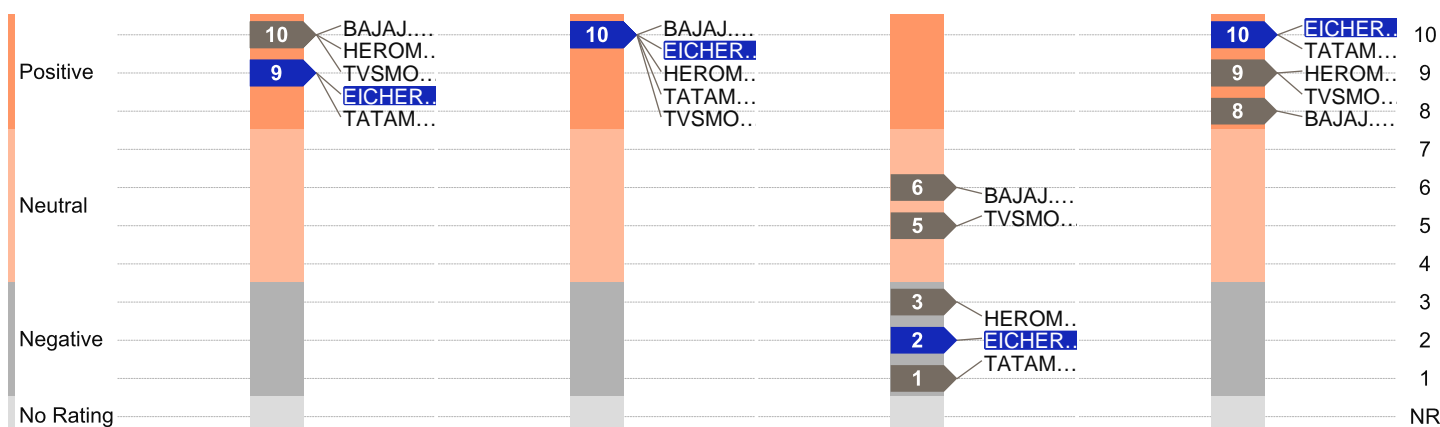 Positive
Neutral
Negative
No Rating
10
BAJAJ....
HEROM...
TVSMO...
9
EICHER...
TATAM...
10
BAJAJ....
EICHER...
HEROM...
TATAM...
TVSMO...
6
BAJAJ....
5
TVSMO...
3
HEROM...
2
EICHER...
1
TATAM...
10
EICHER...
TATAM...
9
HEROM...
TVSMO...
8
BAJAJ....
10
9
8
7
6
5
4
3
2
1
NR